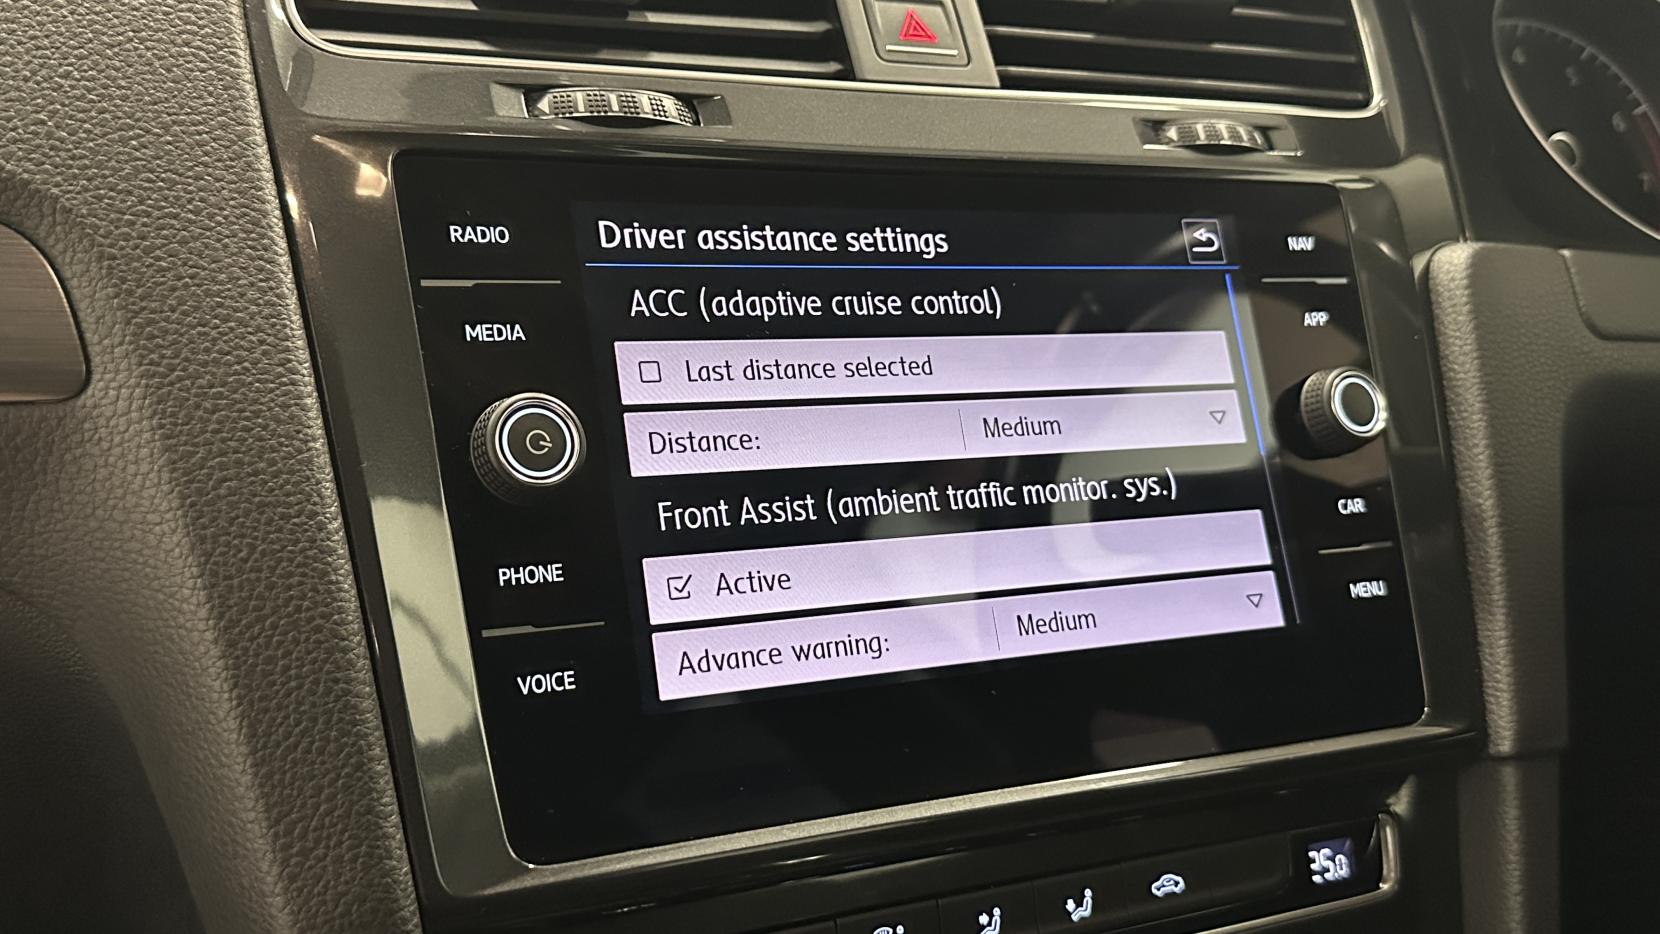 RADIO
MEDIA
PHONE
VOICE
Driver assistance settings
ACC (adaptive cruise control)
Last distance selected
Distance: Medium
Front Assist (ambient traffic monitor. sys.)
Active
Advance warning: Medium
NAV
APP
CAR
MENU